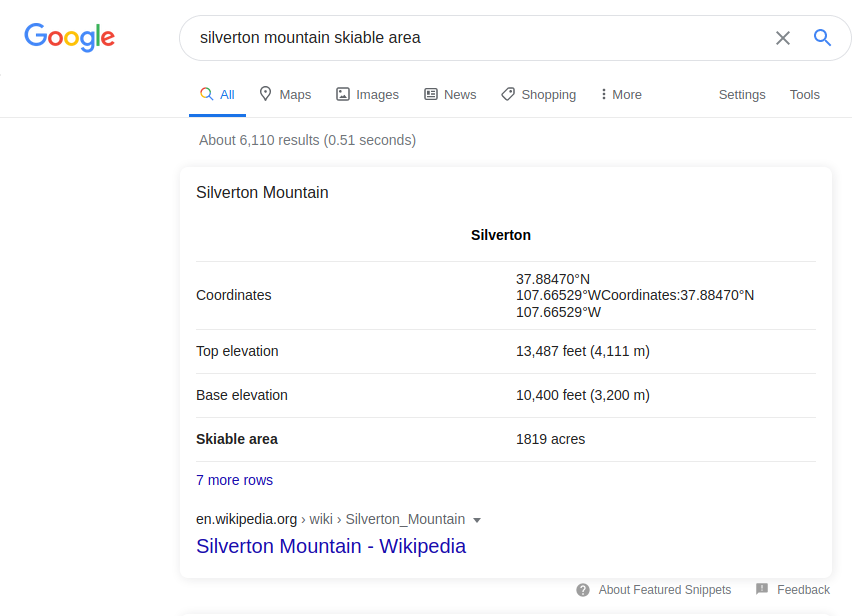 Google
silverton mountain skiable area
All Maps Images News Shopping More Settings Tools
About 6,110 results (0.51 seconds)
Silverton Mountain
Silverton
Coordinates
37.88470°N
107.66529°WCoordinates:37.88470°N
107.66529°W
Top elevation 13,487 feet (4,111 m)
Base elevation 10,400 feet (3,200 m)
Skiable area 1819 acres
7 more rows
en.wikipedia.org › wiki › Silverton_Mountain
Silverton Mountain - Wikipedia
About Featured Snippets Feedback